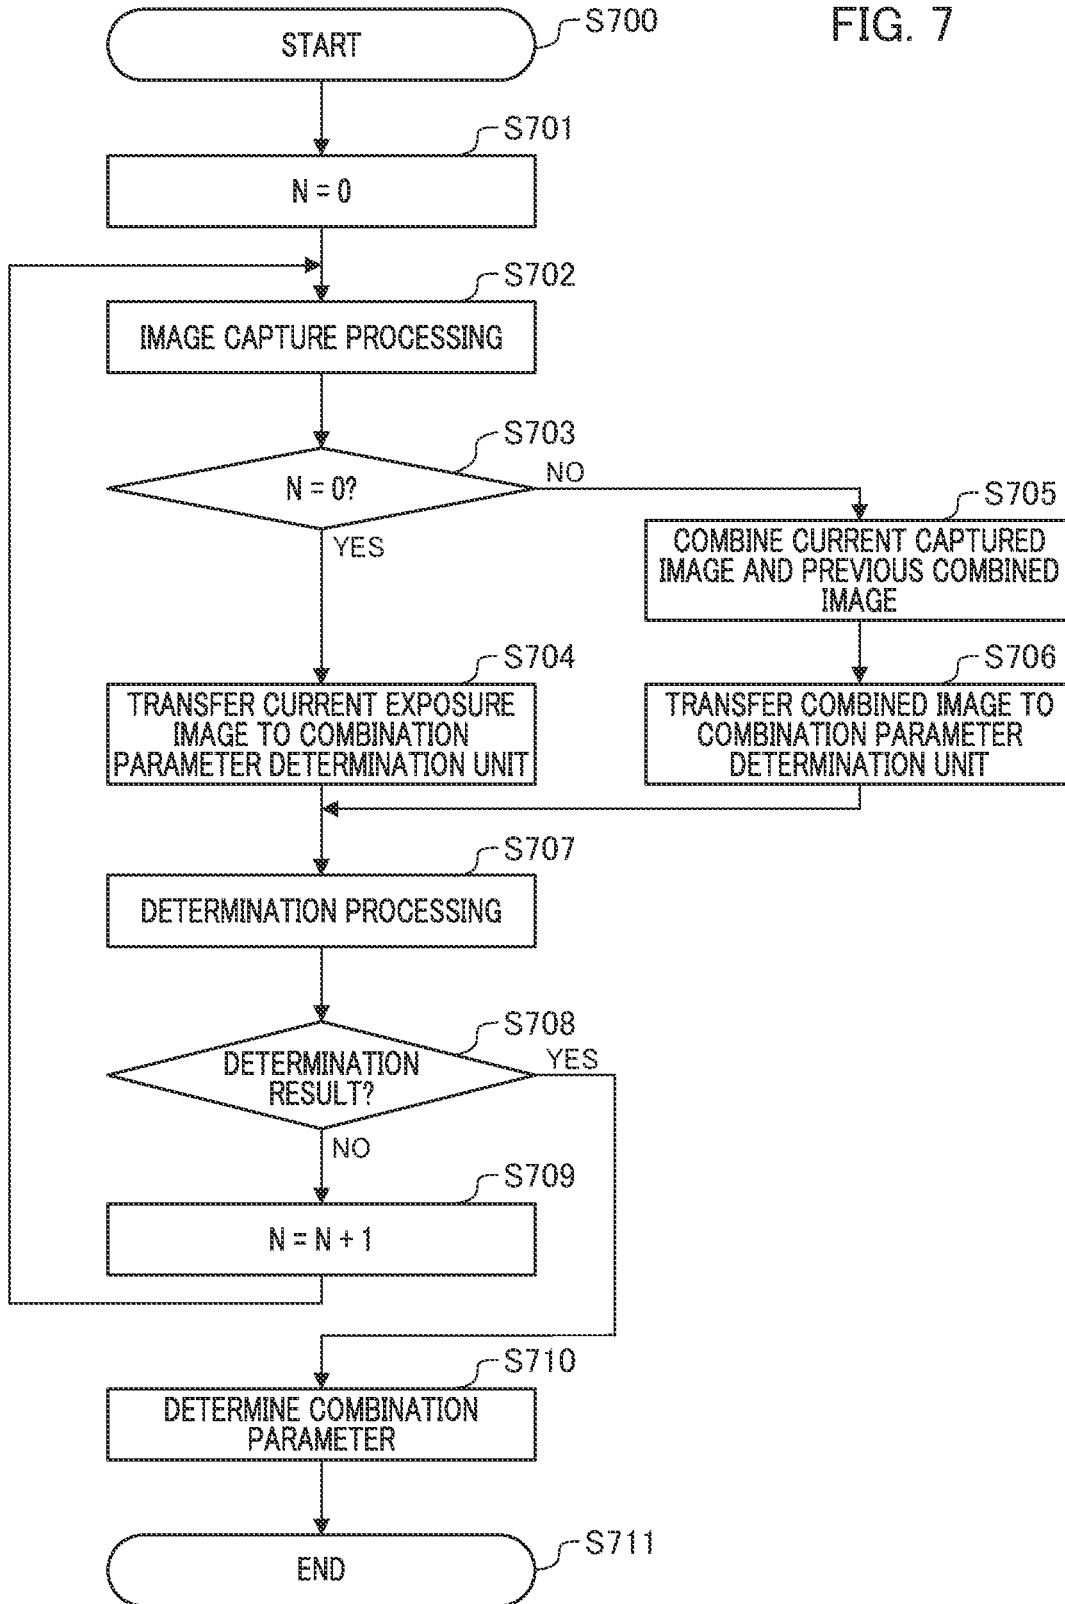 FIG. 7
START
S700
S701
N = 0
S702
IMAGE CAPTURE PROCESSING
S703
N = 0?
NO
YES
S705
COMBINE CURRENT CAPTURED
IMAGE AND PREVIOUS COMBINED
IMAGE
S704
TRANSFER CURRENT EXPOSURE
IMAGE TO COMBINATION
PARAMETER DETERMINATION UNIT
S706
TRANSFER COMBINED IMAGE TO
COMBINATION PARAMETER
DETERMINATION UNIT
S707
DETERMINATION PROCESSING
S708
DETERMINATION
RESULT?
YES
NO
S709
N = N + 1
S710
DETERMINE COMBINATION
PARAMETER
END
S711